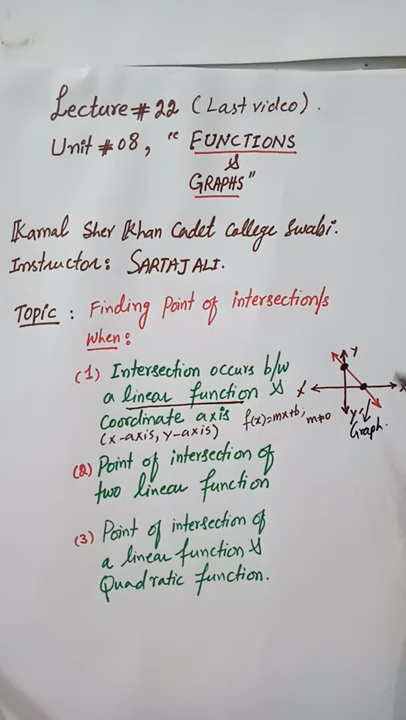 Lecture # 22 (Last video).
Unit # 08, " FUNCTIONS
&
GRAPHS"
Kamal Sher Khan Cadet College Swabi.
Instructor: SARTAJ ALI.
Topic: Finding Point of intersection/s
When:
(1) Intersection occurs b/w
a linear function &
Coordinate axis f(x)=mx+b; m≠0
(x-axis, y-axis)
Y
X
Y'
Graph.
(2) Point of intersection of
two linear function
(3) Point of intersection of
a linear function &
Quadratic function.